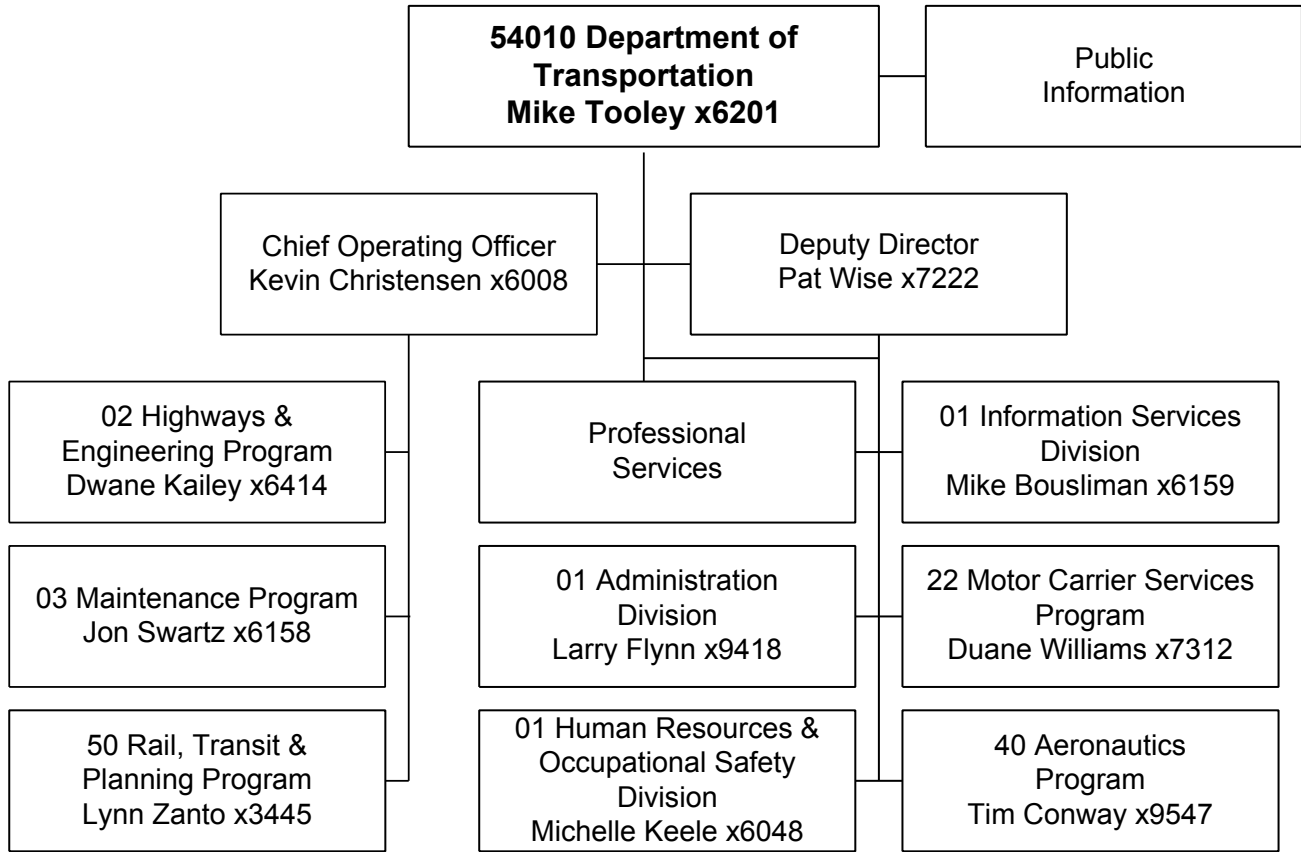 54010 Department of
Transportation
Mike Tooley x6201
Public
Information
Chief Operating Officer
Kevin Christensen x6008
Deputy Director
Pat Wise x7222
02 Highways &
Engineering Program
Dwane Kailey x6414
Professional
Services
01 Information Services
Division
Mike Bousliman x6159
03 Maintenance Program
Jon Swartz x6158
01 Administration
Division
Larry Flynn x9418
22 Motor Carrier Services
Program
Duane Williams x7312
50 Rail, Transit &
Planning Program
Lynn Zanto x3445
01 Human Resources &
Occupational Safety
Division
Michelle Keele x6048
40 Aeronautics
Program
Tim Conway x9547